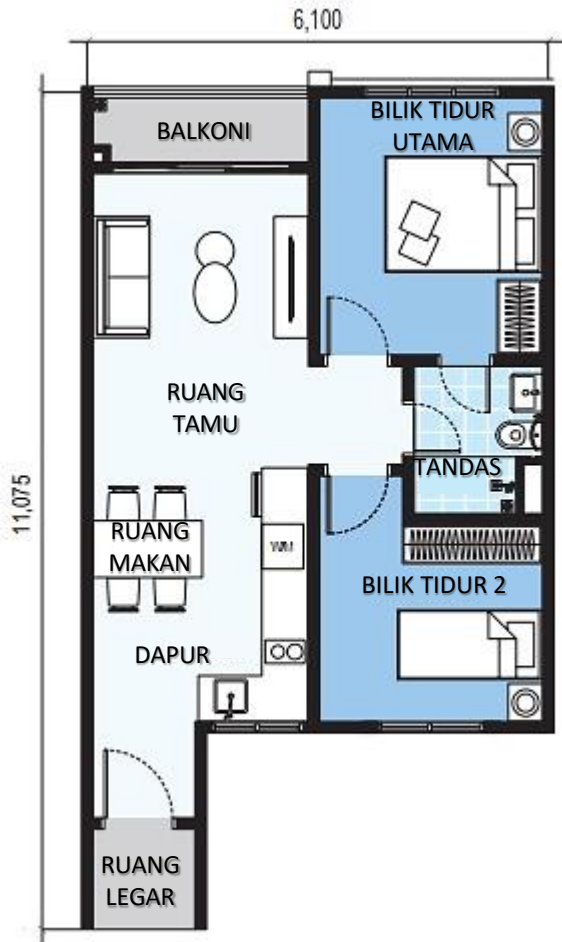 6,100
BALKONI
BILIK TIDUR
UTAMA
RUANG
TAMU
TANDAS
11,075
RUANG
MAKAN
WM
BILIK TIDUR 2
DAPUR
RUANG
LEGAR